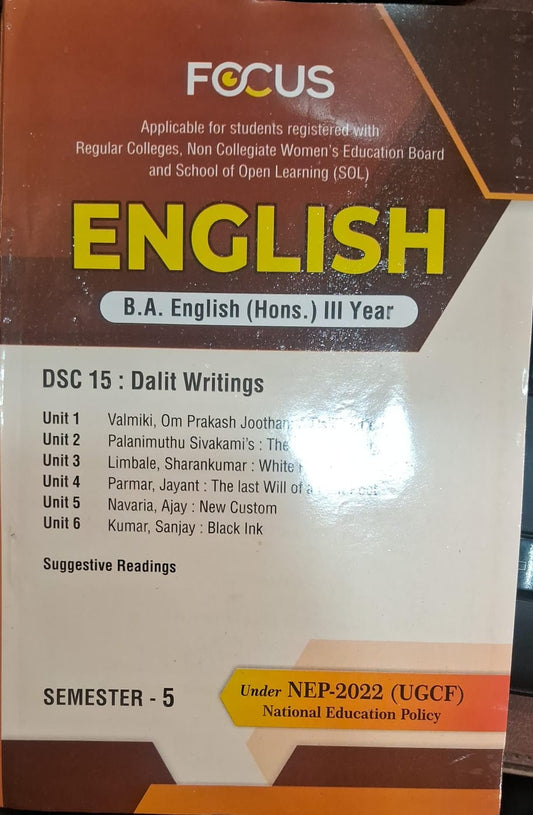 FOCUS
Applicable for students registered with
Regular Colleges, Non Collegiate Women's Education Board
and School of Open Learning (SOL)
ENGLISH
B.A. English (Hons.) III Year
DSC 15 : Dalit Writings
Unit 1 Valmiki, Om Prakash Joothan
Unit 2 Palanimuthu Sivakami's : The
Unit 3 Limbale, Sharankumar : White
Unit 4 Parmar, Jayant : The last Will of a
Unit 5 Navaria, Ajay : New Custom
Unit 6 Kumar, Sanjay : Black Ink
Suggestive Readings
SEMESTER - 5
Under NEP-2022 (UGCF)
National Education Policy